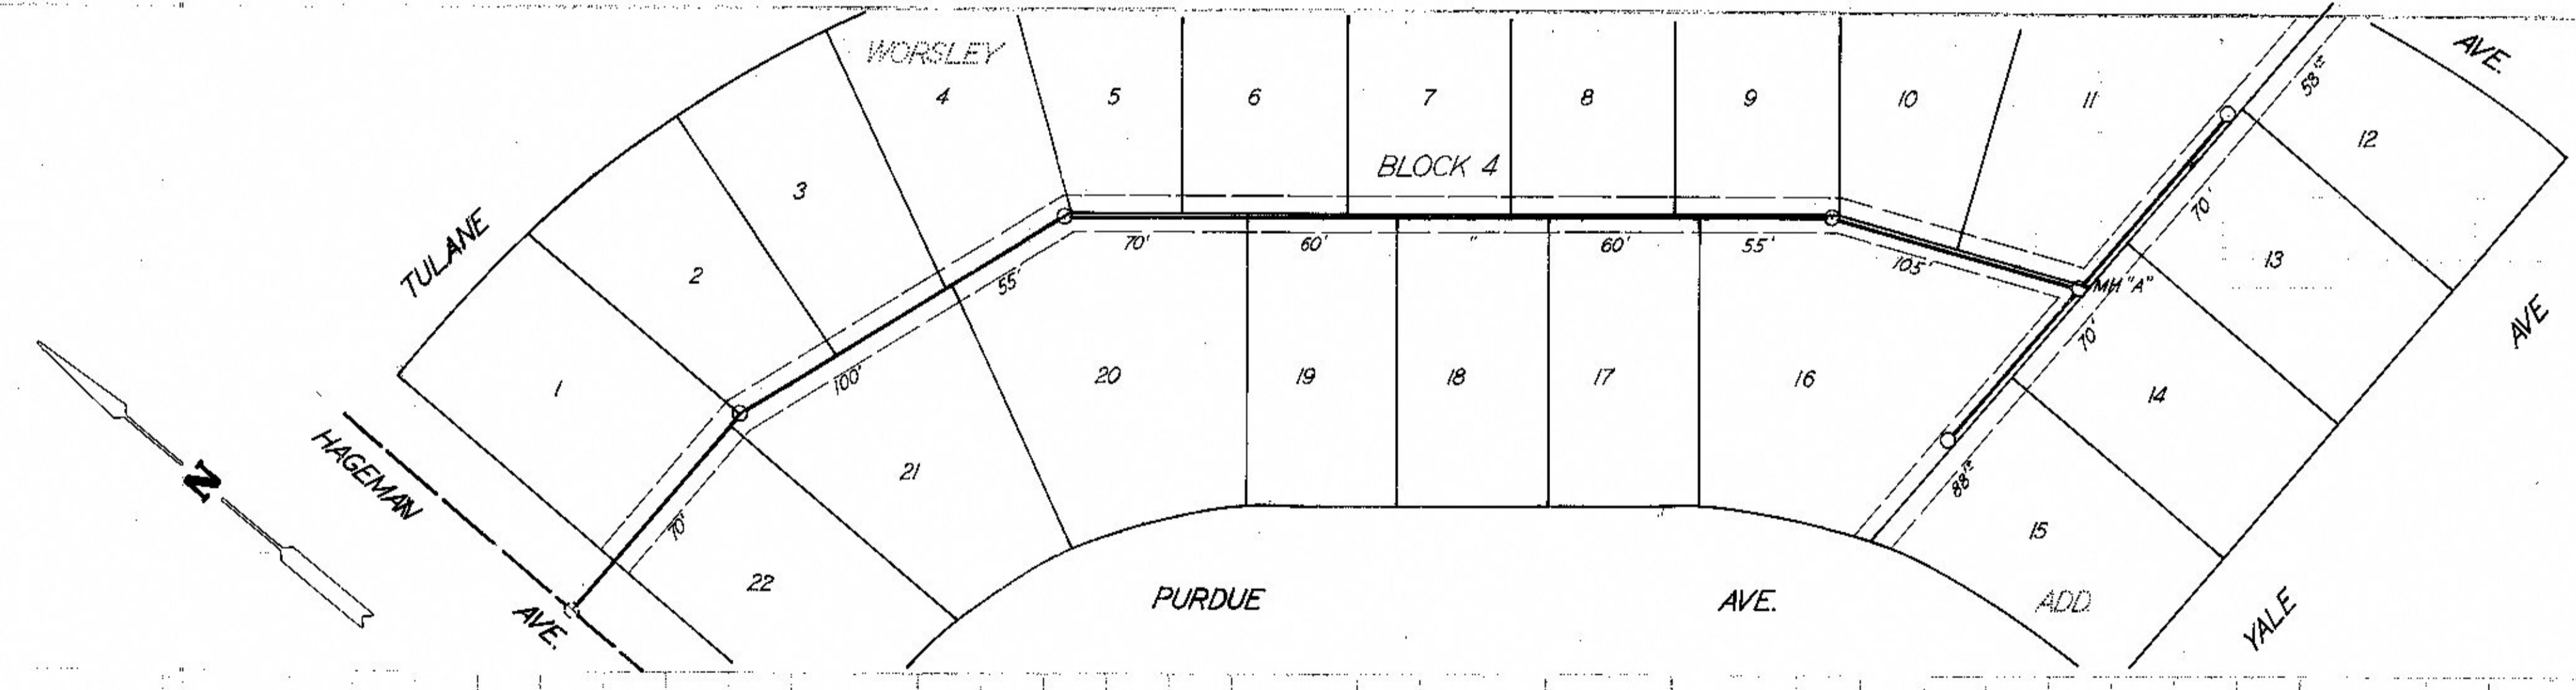 WORSLEY
AVE.
4
5
6
7
8
9
10
11
12
58'±
BLOCK 4
3
70'
13
TULANE
2
70'
60'
"
60'
55'
105'
MH "A"
55'
70'
AVE
1
100'
20
19
18
17
16
14
HAGEMAN
N
21
88'±
15
70'
22
PURDUE
AVE.
ADD.
YALE
AVE.